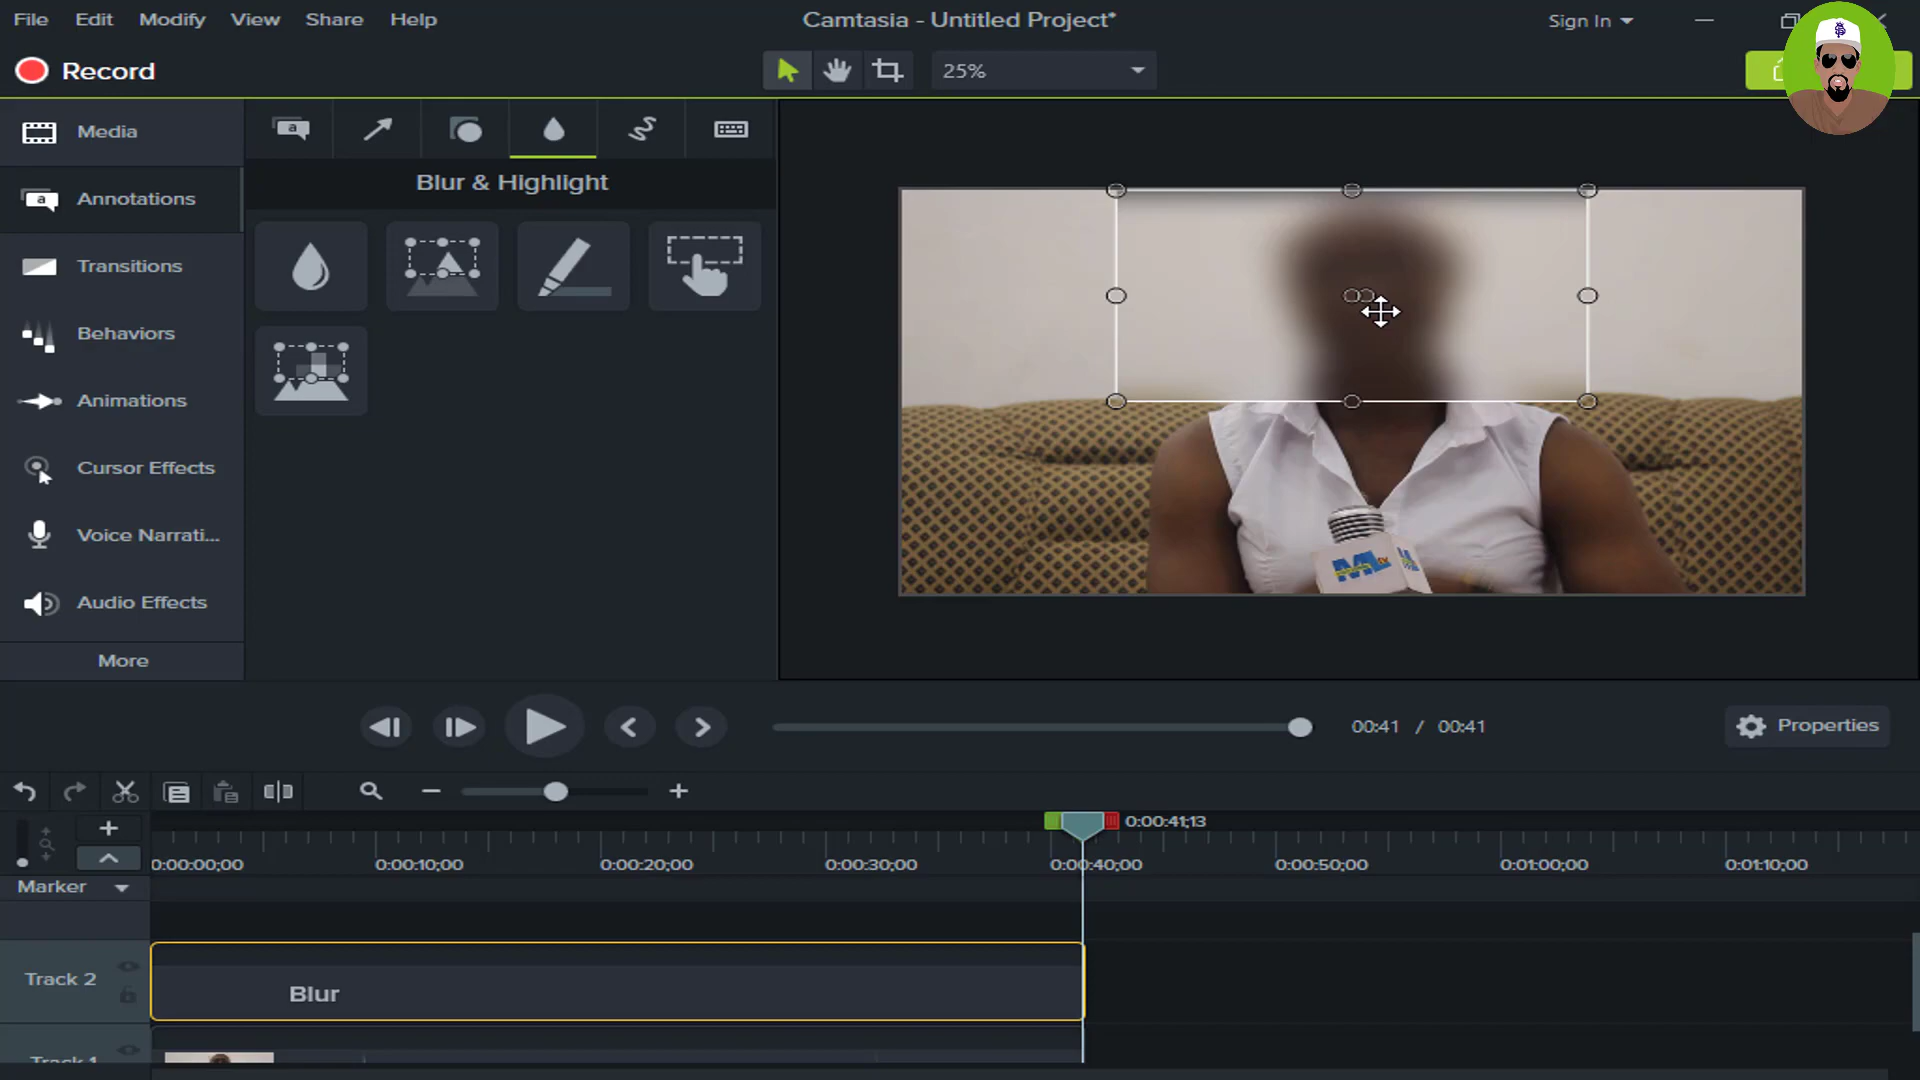 File Edit Modify View Share Help
Camtasia - Untitled Project*
Sign In
Record
25%
Media
Annotations
Transitions
Behaviors
Animations
Cursor Effects
Voice Narrati...
Audio Effects
More
a
Blur & Highlight
M
00:41 / 00:41
Properties
0:00:41;13
0:00:00;00 0:00:10;00 0:00:20;00 0:00:30;00 0:00:40;00 0:00:50;00 0:01:00;00 0:01:10;00
Marker
Track 2
Blur
Track 1